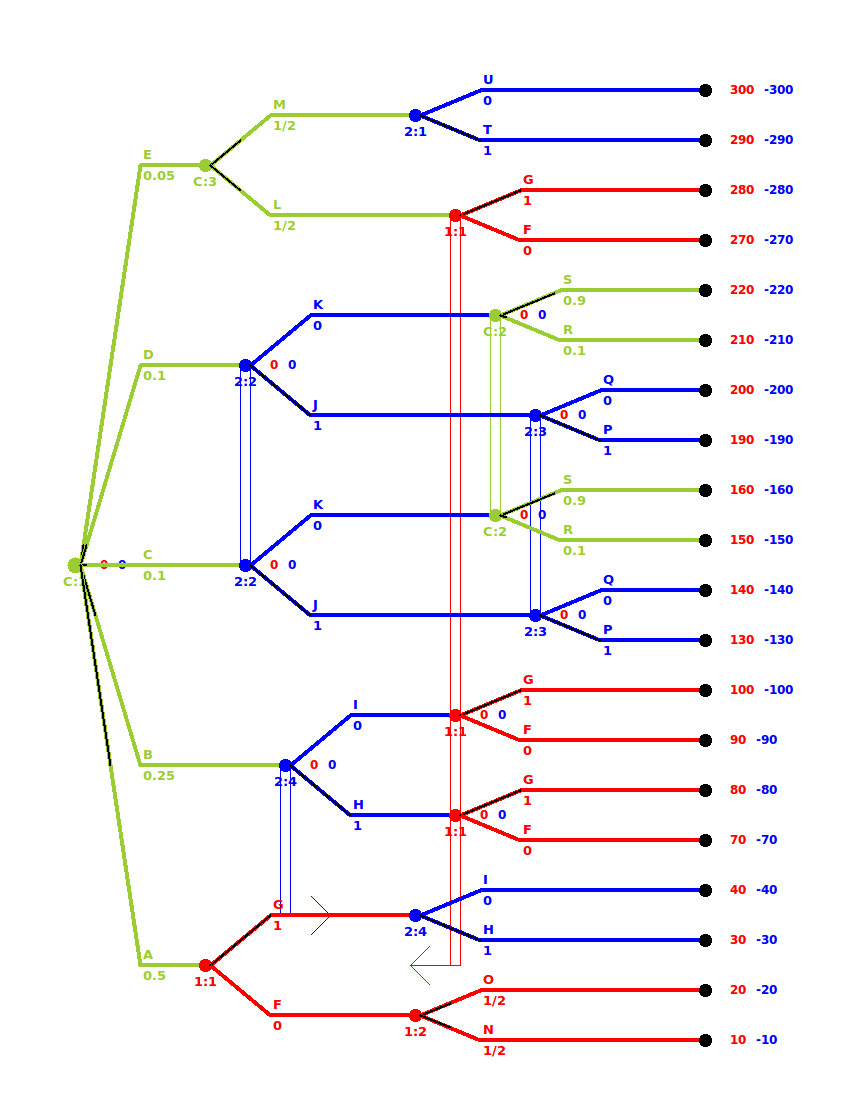 U
0 300 -300
M
1/2
2:1
T
1 290 -290
E
0.05
C:3
G
1 280 -280
L
1/2
1:1
F
0 270 -270
S
0.9 220 -220
K
0
C:2 0 0
R
0.1 210 -210
D
0.1
2:2 0 0
Q
0 200 -200
J
1
2:3 0 0
P
1 190 -190
S
0.9 160 -160
K
0
C:2 0 0
R
0.1 150 -150
C: 0 0
C
0.1
2:2 0 0
Q
0 140 -140
J
1
2:3 0 0
P
1 130 -130
G
1 100 -100
I
0
1:1 0 0
F
0 90 -90
B
0.25
2:4 0 0
G
1 80 -80
H
1
1:1 0 0
F
0 70 -70
I
0 40 -40
G
1
2:4
H
1 30 -30
A
0.5
1:1
O
1/2 20 -20
F
0
1:2
N
1/2 10 -10